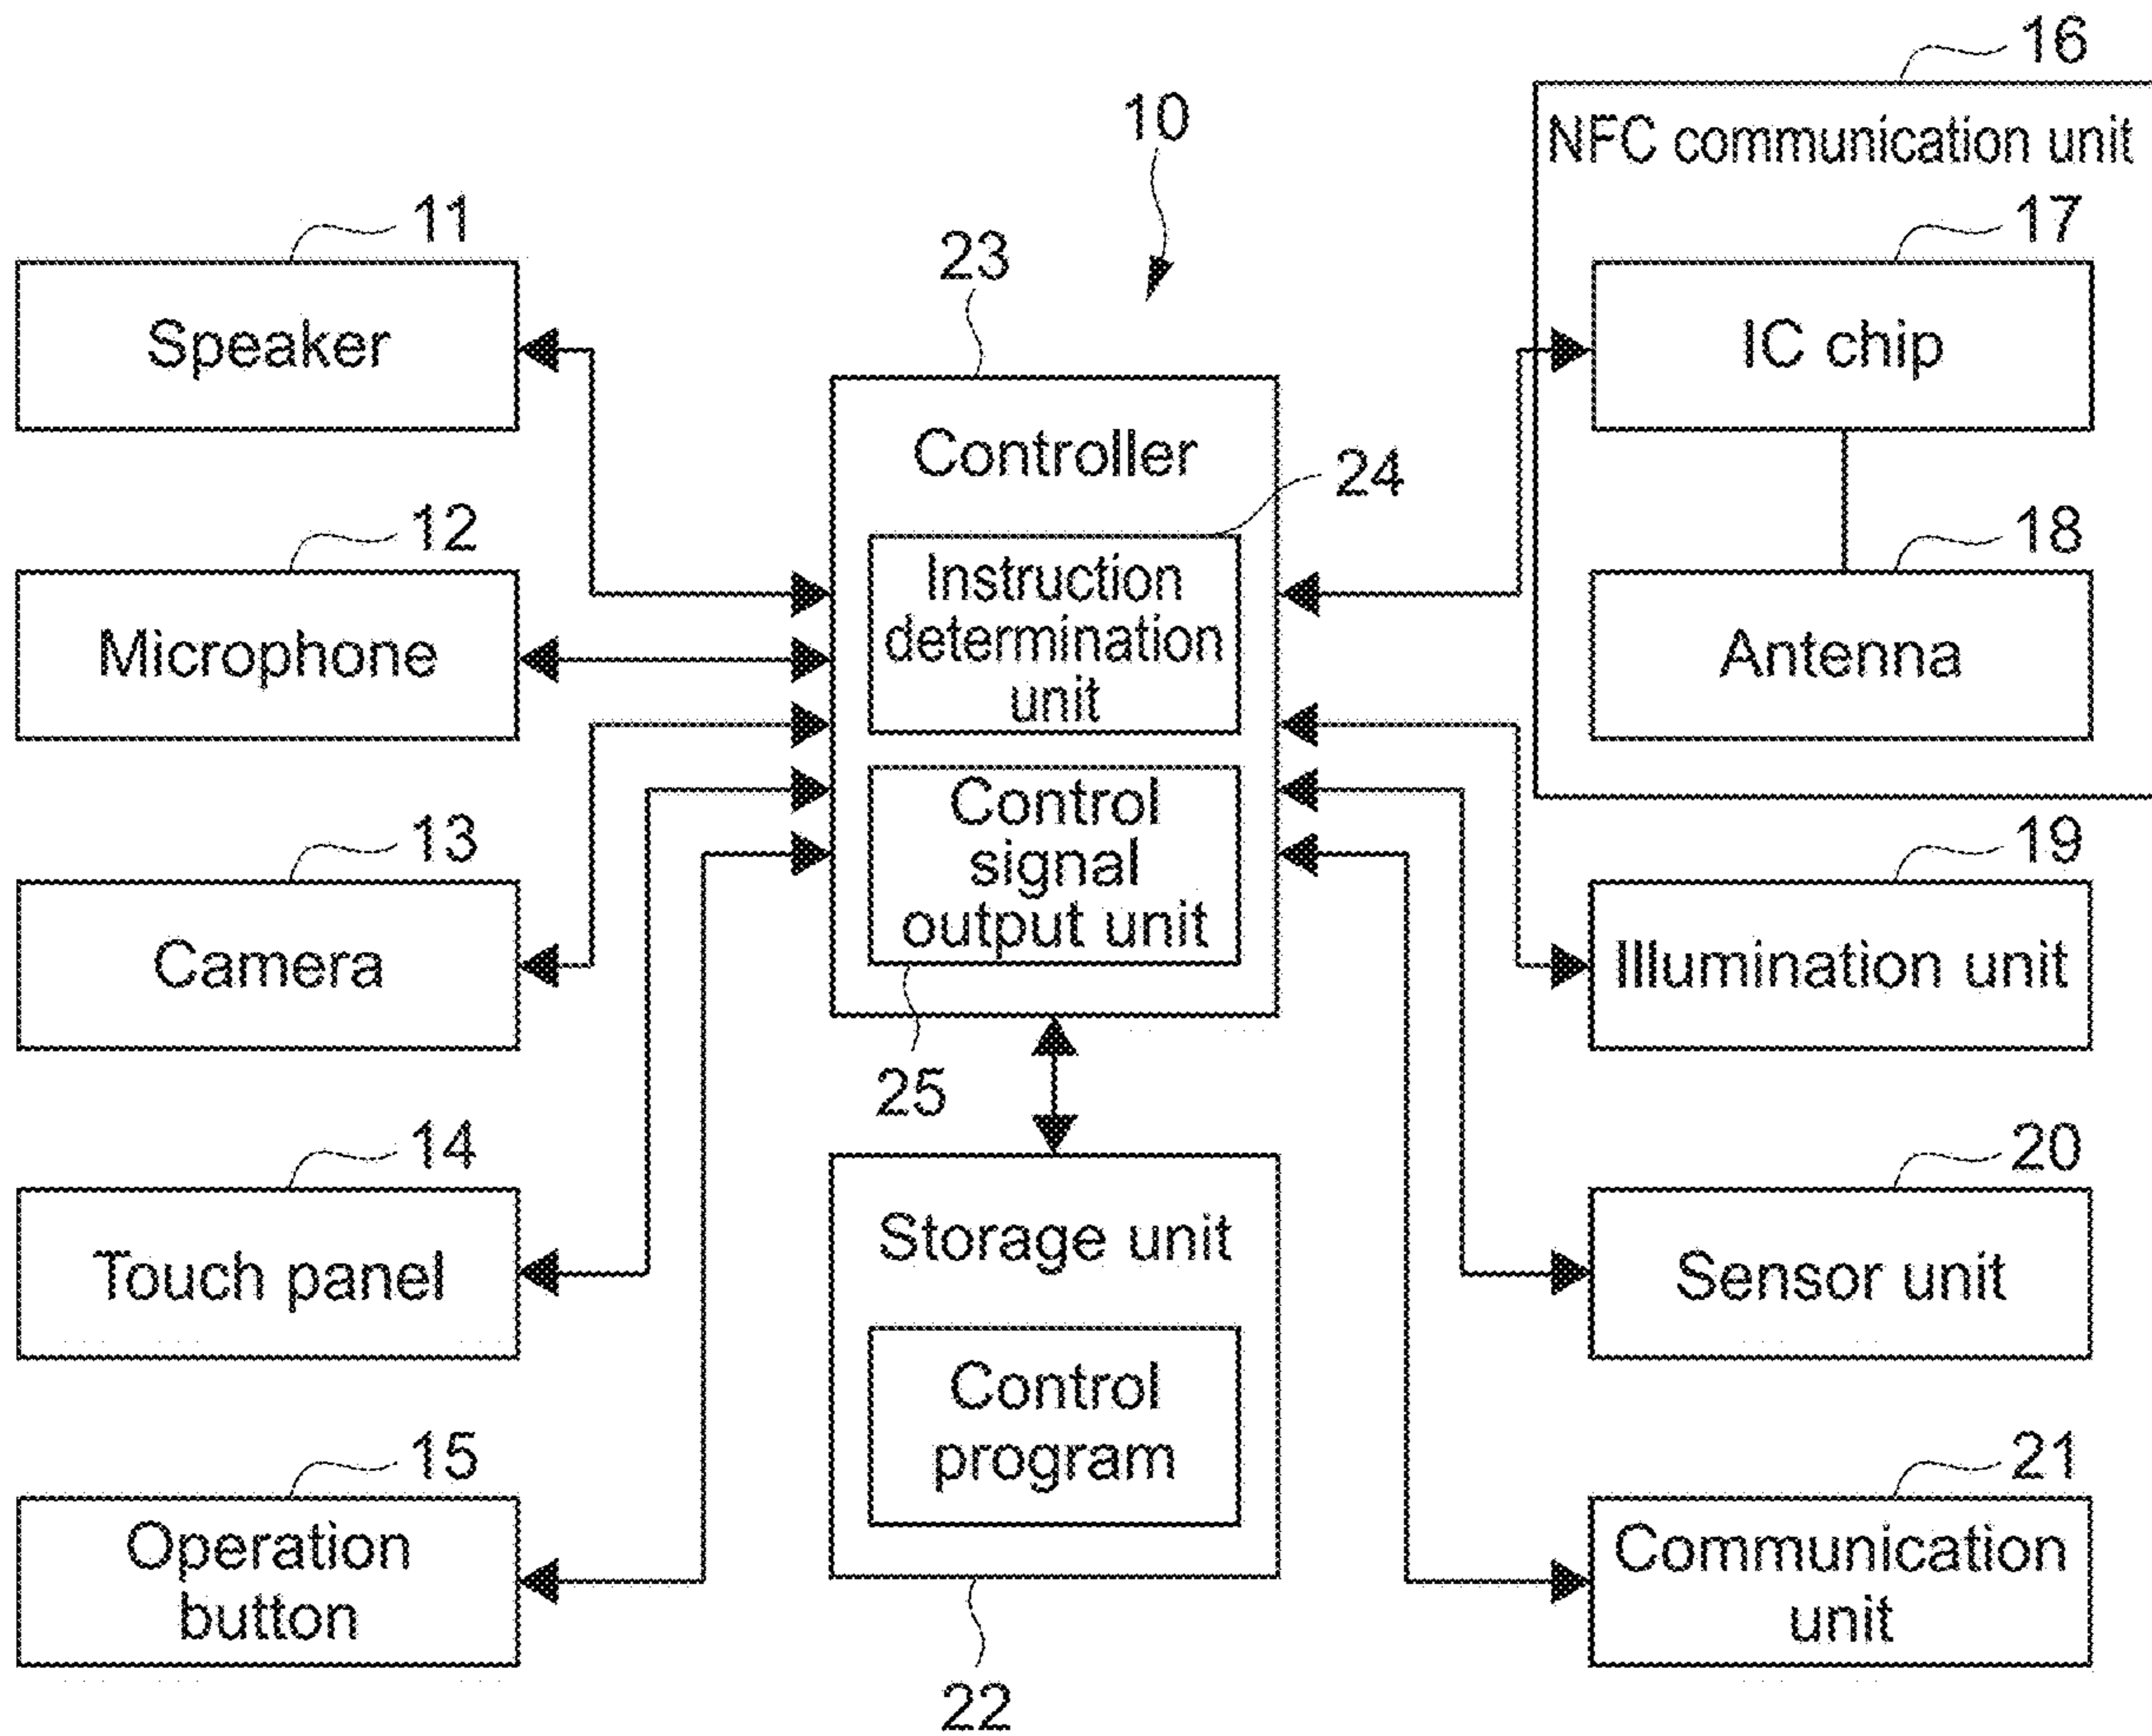 10
11
Speaker
12
Microphone
13
Camera
14
Touch panel
15
Operation
button
23
Controller
24
Instruction
determination
unit
Control
signal
output unit
25
Storage unit
Control
program
22
16
NFC communication unit
17
IC chip
18
Antenna
19
Illumination unit
20
Sensor unit
21
Communication
unit